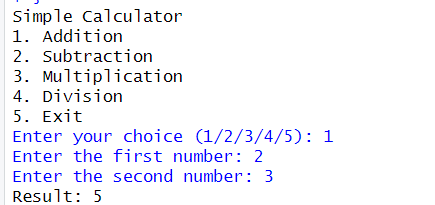 Simple Calculator
1. Addition
2. Subtraction
3. Multiplication
4. Division
5. Exit
Enter your choice (1/2/3/4/5): 1
Enter the first number: 2
Enter the second number: 3
Result: 5